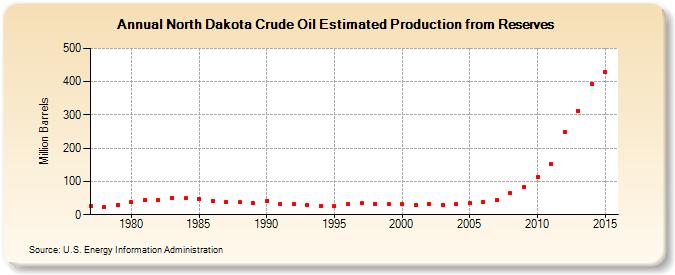 Annual North Dakota Crude Oil Estimated Production from Reserves
Million Barrels
500
400
300
200
100
0
1980 1985 1990 1995 2000 2005 2010 2015
Source: U.S. Energy Information Administration